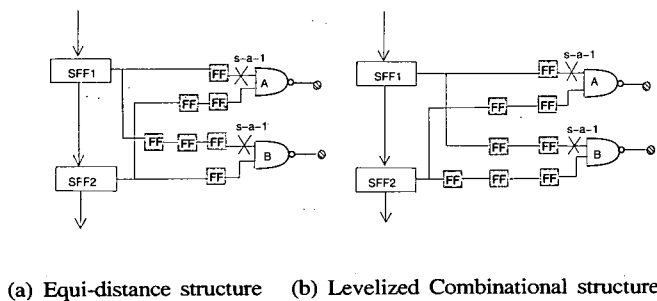 s-a-1
SFF1
FF
A
FF FF
s-a-1
FF FF FF
B
SFF2
FF
s-a-1
SFF1
FF
A
FF FF
s-a-1
FF FF
B
SFF2
FF FF FF
(a) Equi-distance structure (b) Levelized Combinational structure